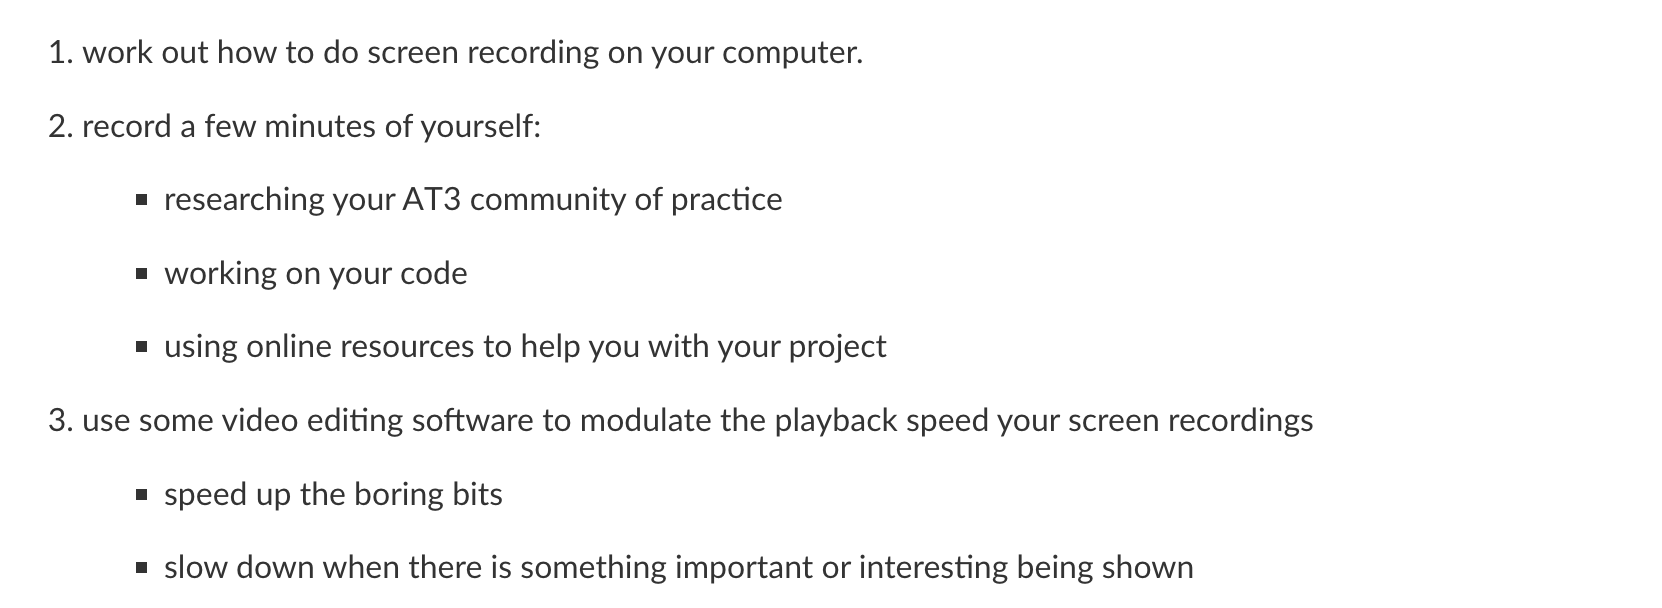 1. work out how to do screen recording on your computer.
2. record a few minutes of yourself:
▪ researching your AT3 community of practice
▪ working on your code
▪ using online resources to help you with your project
3. use some video editing software to modulate the playback speed your screen recordings
▪ speed up the boring bits
▪ slow down when there is something important or interesting being shown